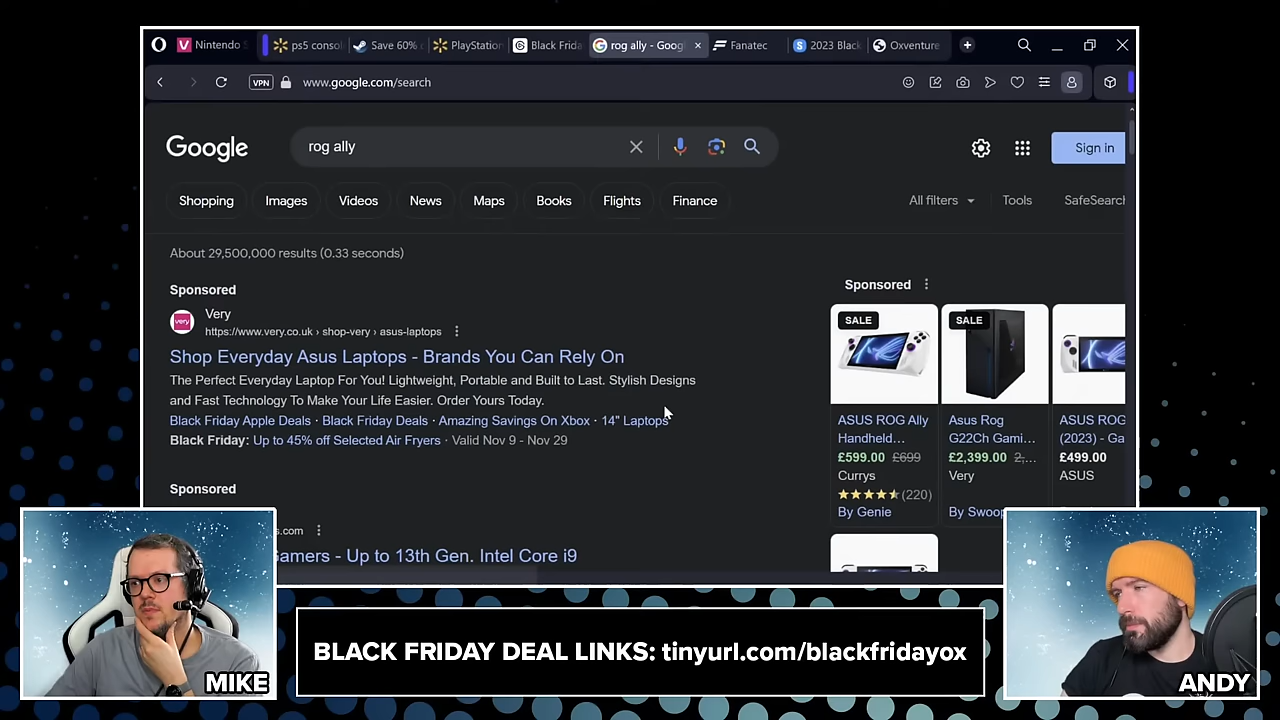 Nintendo S
ps5 consol
Save 60%
PlayStation
Black Frida
rog ally - Googl
Fanatec
2023 Black
Oxventure
VPN
www.google.com/search
Google
rog ally
Sign in
Shopping
Images
Videos
News
Maps
Books
Flights
Finance
All filters
Tools
SafeSearch
About 29,500,000 results (0.33 seconds)
Sponsored
very
Very
https://www.very.co.uk › shop-very › asus-laptops
Shop Everyday Asus Laptops - Brands You Can Rely On
The Perfect Everyday Laptop For You! Lightweight, Portable and Built to Last. Stylish Designs
and Fast Technology To Make Your Life Easier. Order Yours Today.
Black Friday Apple Deals · Black Friday Deals · Amazing Savings On Xbox · 14" Laptops
Black Friday: Up to 45% off Selected Air Fryers · Valid Nov 9 - Nov 29
Sponsored
s.com
Gamers - Up to 13th Gen. Intel Core i9
Sponsored
SALE
ASUS ROG Ally
Handheld...
£599.00 £699
Currys
(220)
By Genie
SALE
Asus Rog
G22Ch Gami...
£2,399.00 2,...
Very
By Swoop
ASUS ROG
(2023) - Ga
£499.00
ASUS
MIKE
BLACK FRIDAY DEAL LINKS: tinyurl.com/blackfridayox
ANDY